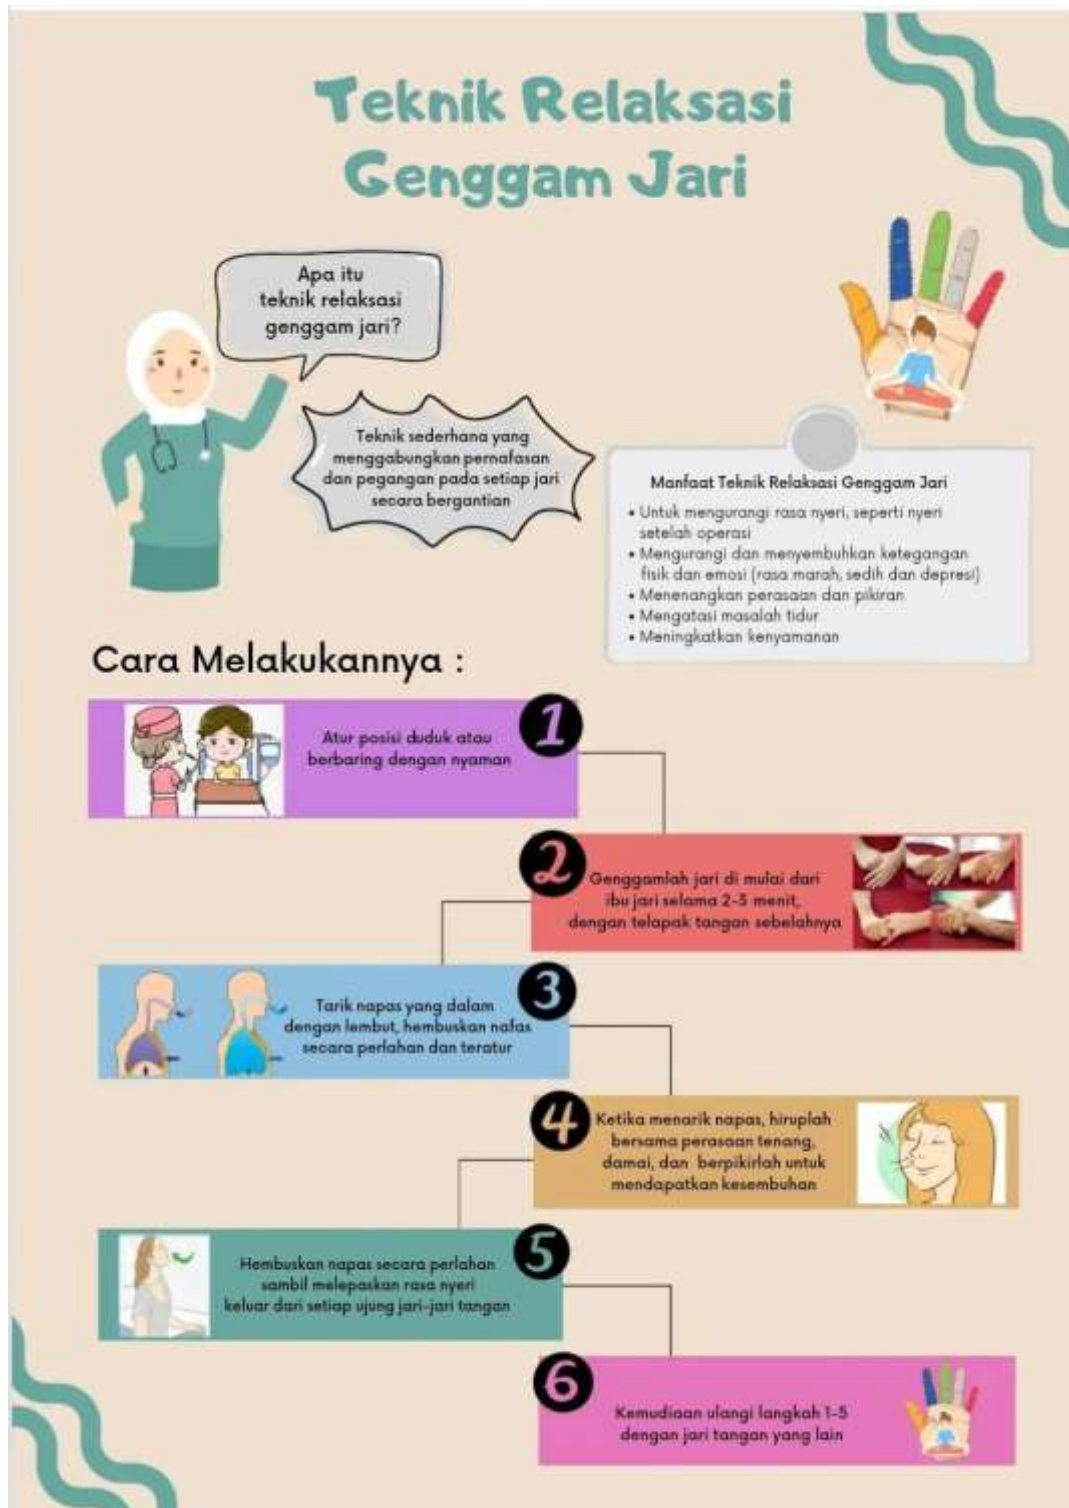 Teknik Relaksasi
Genggam Jari
Apa itu
teknik relaksasi
genggam jari?
Teknik sederhana yang
menggabungkan pernafasan
dan pegangan pada setiap jari
secara bergantian
Manfaat Teknik Relaksasi Genggam Jari
• Untuk mengurangi rasa nyeri, seperti nyeri
setelah operasi
• Mengurangi dan menyembuhkan ketegangan
fisik dan emosi (rasa marah, sedih dan depresi)
• Menenangkan perasaan dan pikiran
• Mengatasi masalah tidur
• Meningkatkan kenyamanan
Cara Melakukannya :
1
Atur posisi duduk atau
berbaring dengan nyaman
2
Genggamlah jari di mulai dari
ibu jari selama 2-3 menit,
dengan telapak tangan sebelahnya
3
Tarik napas yang dalam
dengan lembut, hembuskan nafas
secara perlahan dan teratur
4
Ketika menarik napas, hiruplah
bersama perasaan tenang,
damai, dan berpikirlah untuk
mendapatkan kesembuhan
5
Hembuskan napas secara perlahan
sambil melepaskan rasa nyeri
keluar dari setiap ujung jari-jari tangan
6
Kemudiaan ulangi langkah 1-5
dengan jari tangan yang lain